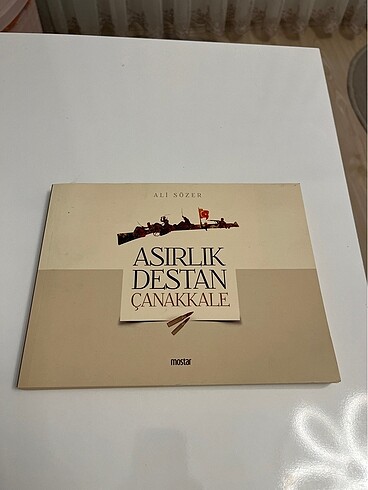 ALİ SÖZER
ASIRLIK
DESTAN
ÇANAKKALE
mostar